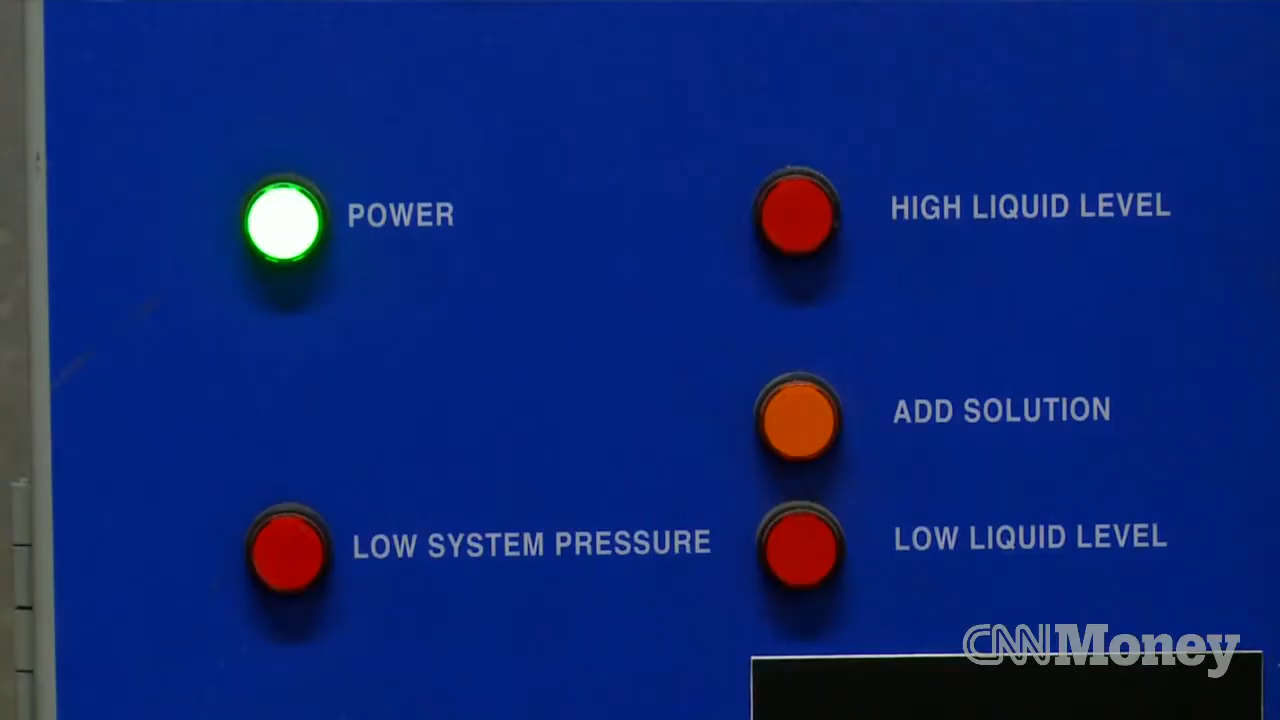 POWER
HIGH LIQUID LEVEL
ADD SOLUTION
LOW SYSTEM PRESSURE
LOW LIQUID LEVEL
CNNMoney